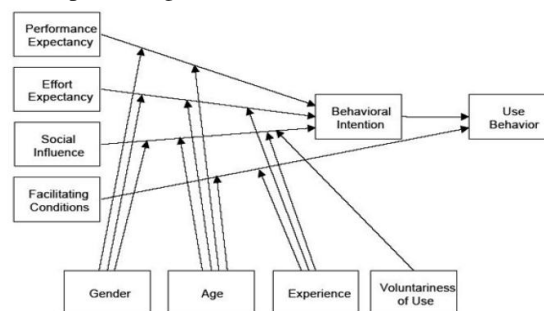 Performance
Expectancy
Effort
Expectancy
Social
Influence
Facilitating
Conditions
Behavioral
Intention
Use
Behavior
Gender
Age
Experience
Voluntariness
of Use